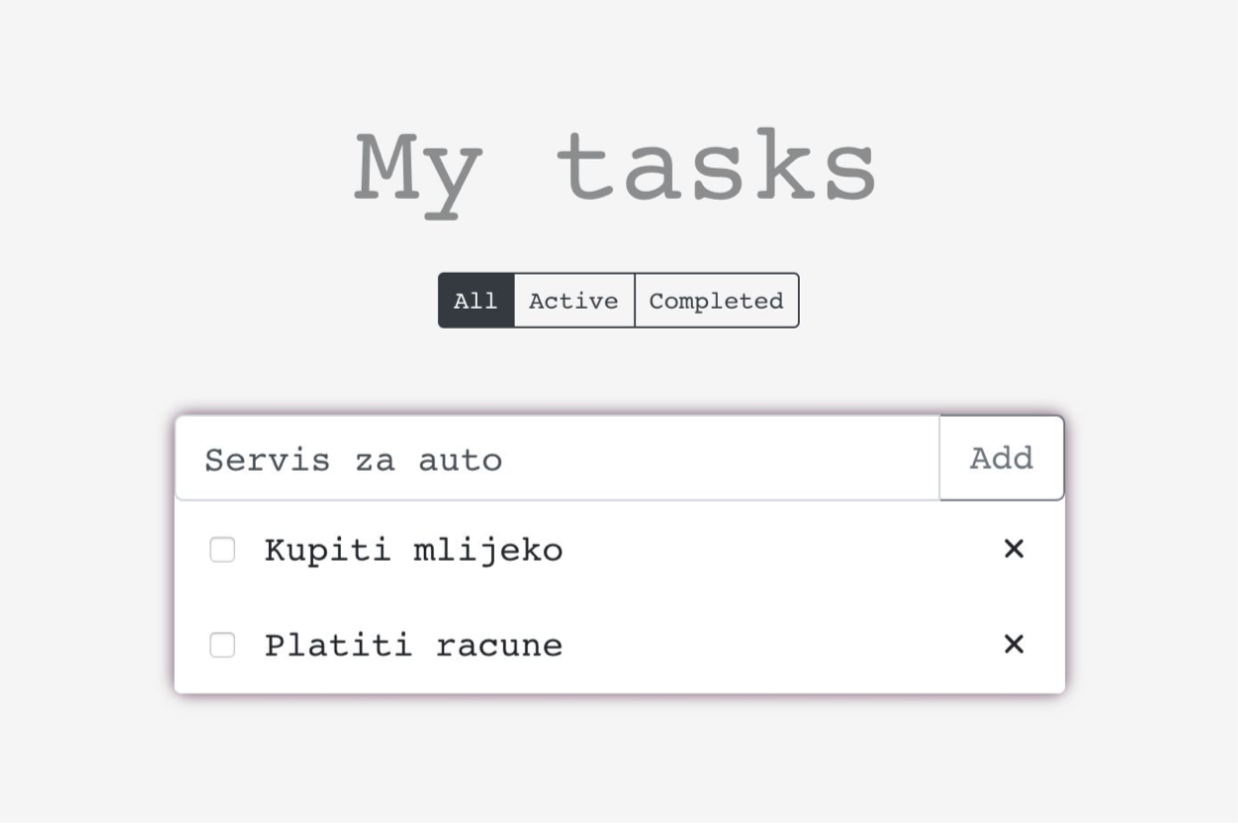 My tasks
All Active Completed
Servis za auto Add
Kupiti mlijeko ×
Platiti racune ×